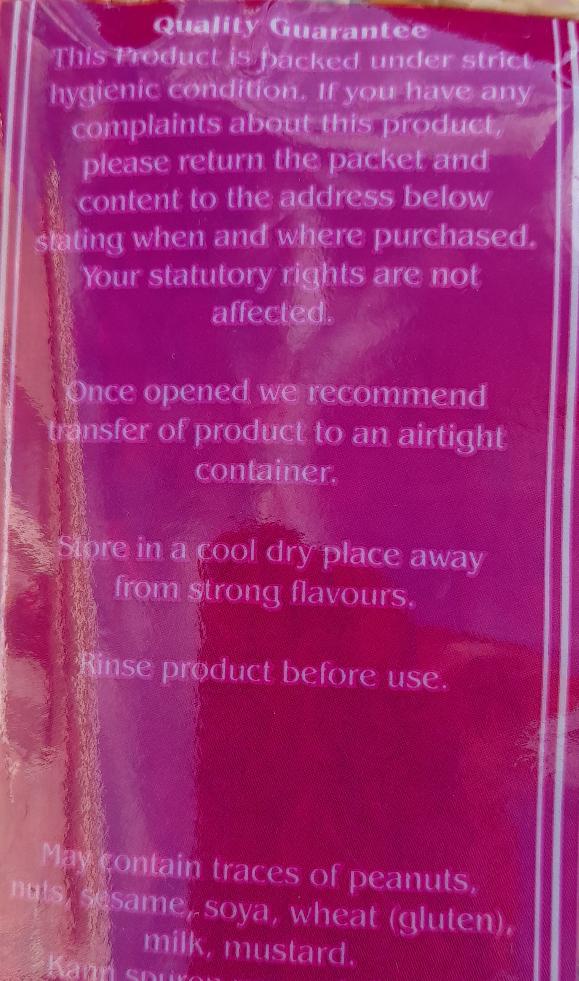 Quality Guarantee
This Product is packed under strict
hygienic condition. If you have any
complaints about this product,
please return the packet and
content to the address below
stating when and where purchased.
Your statutory rights are not
affected.
Once opened we recommend
transfer of product to an airtight
container.
Store in a cool dry place away
from strong flavours.
Rinse product before use.
May contain traces of peanuts,
nuts, sesame, soya, wheat (gluten),
milk, mustard.
Kann spuren